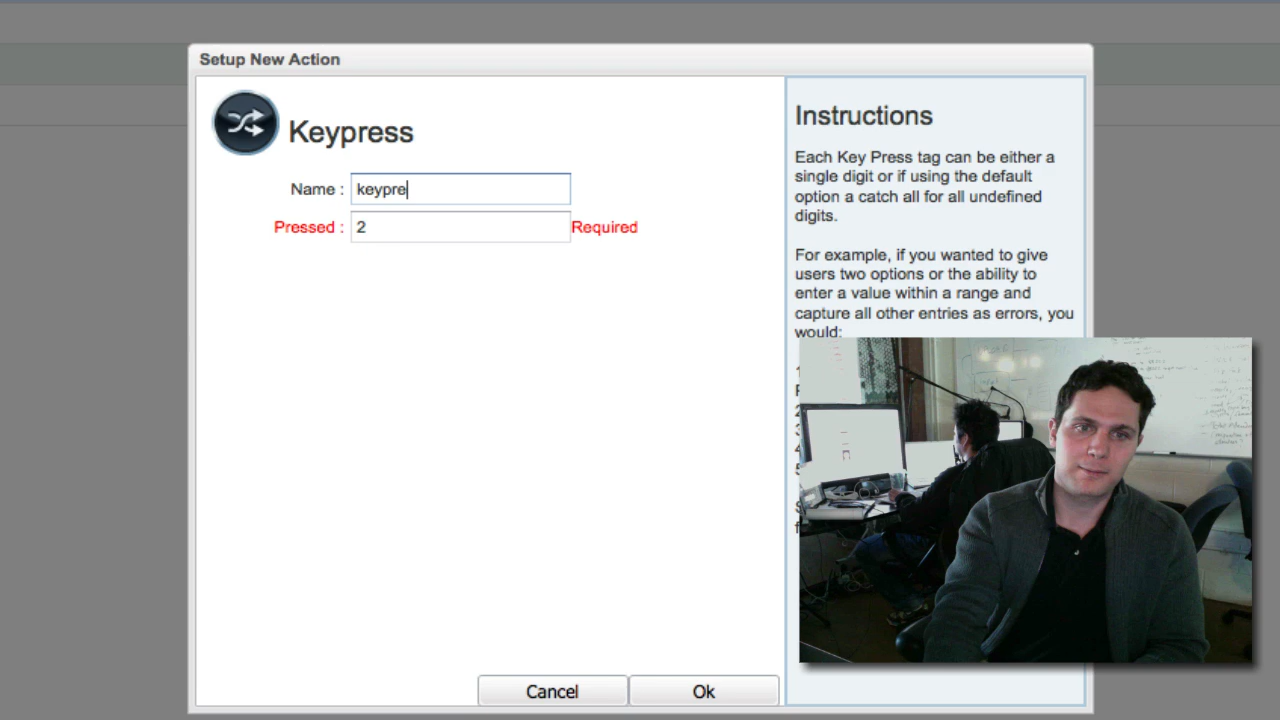 Setup New Action
Keypress
Name : keypre
Pressed : 2 Required
Cancel Ok
Instructions
Each Key Press tag can be either a
single digit or if using the default
option a catch all for all undefined
digits.
For example, if you wanted to give
users two options or the ability to
enter a value within a range and
capture all other entries as errors, you
would: